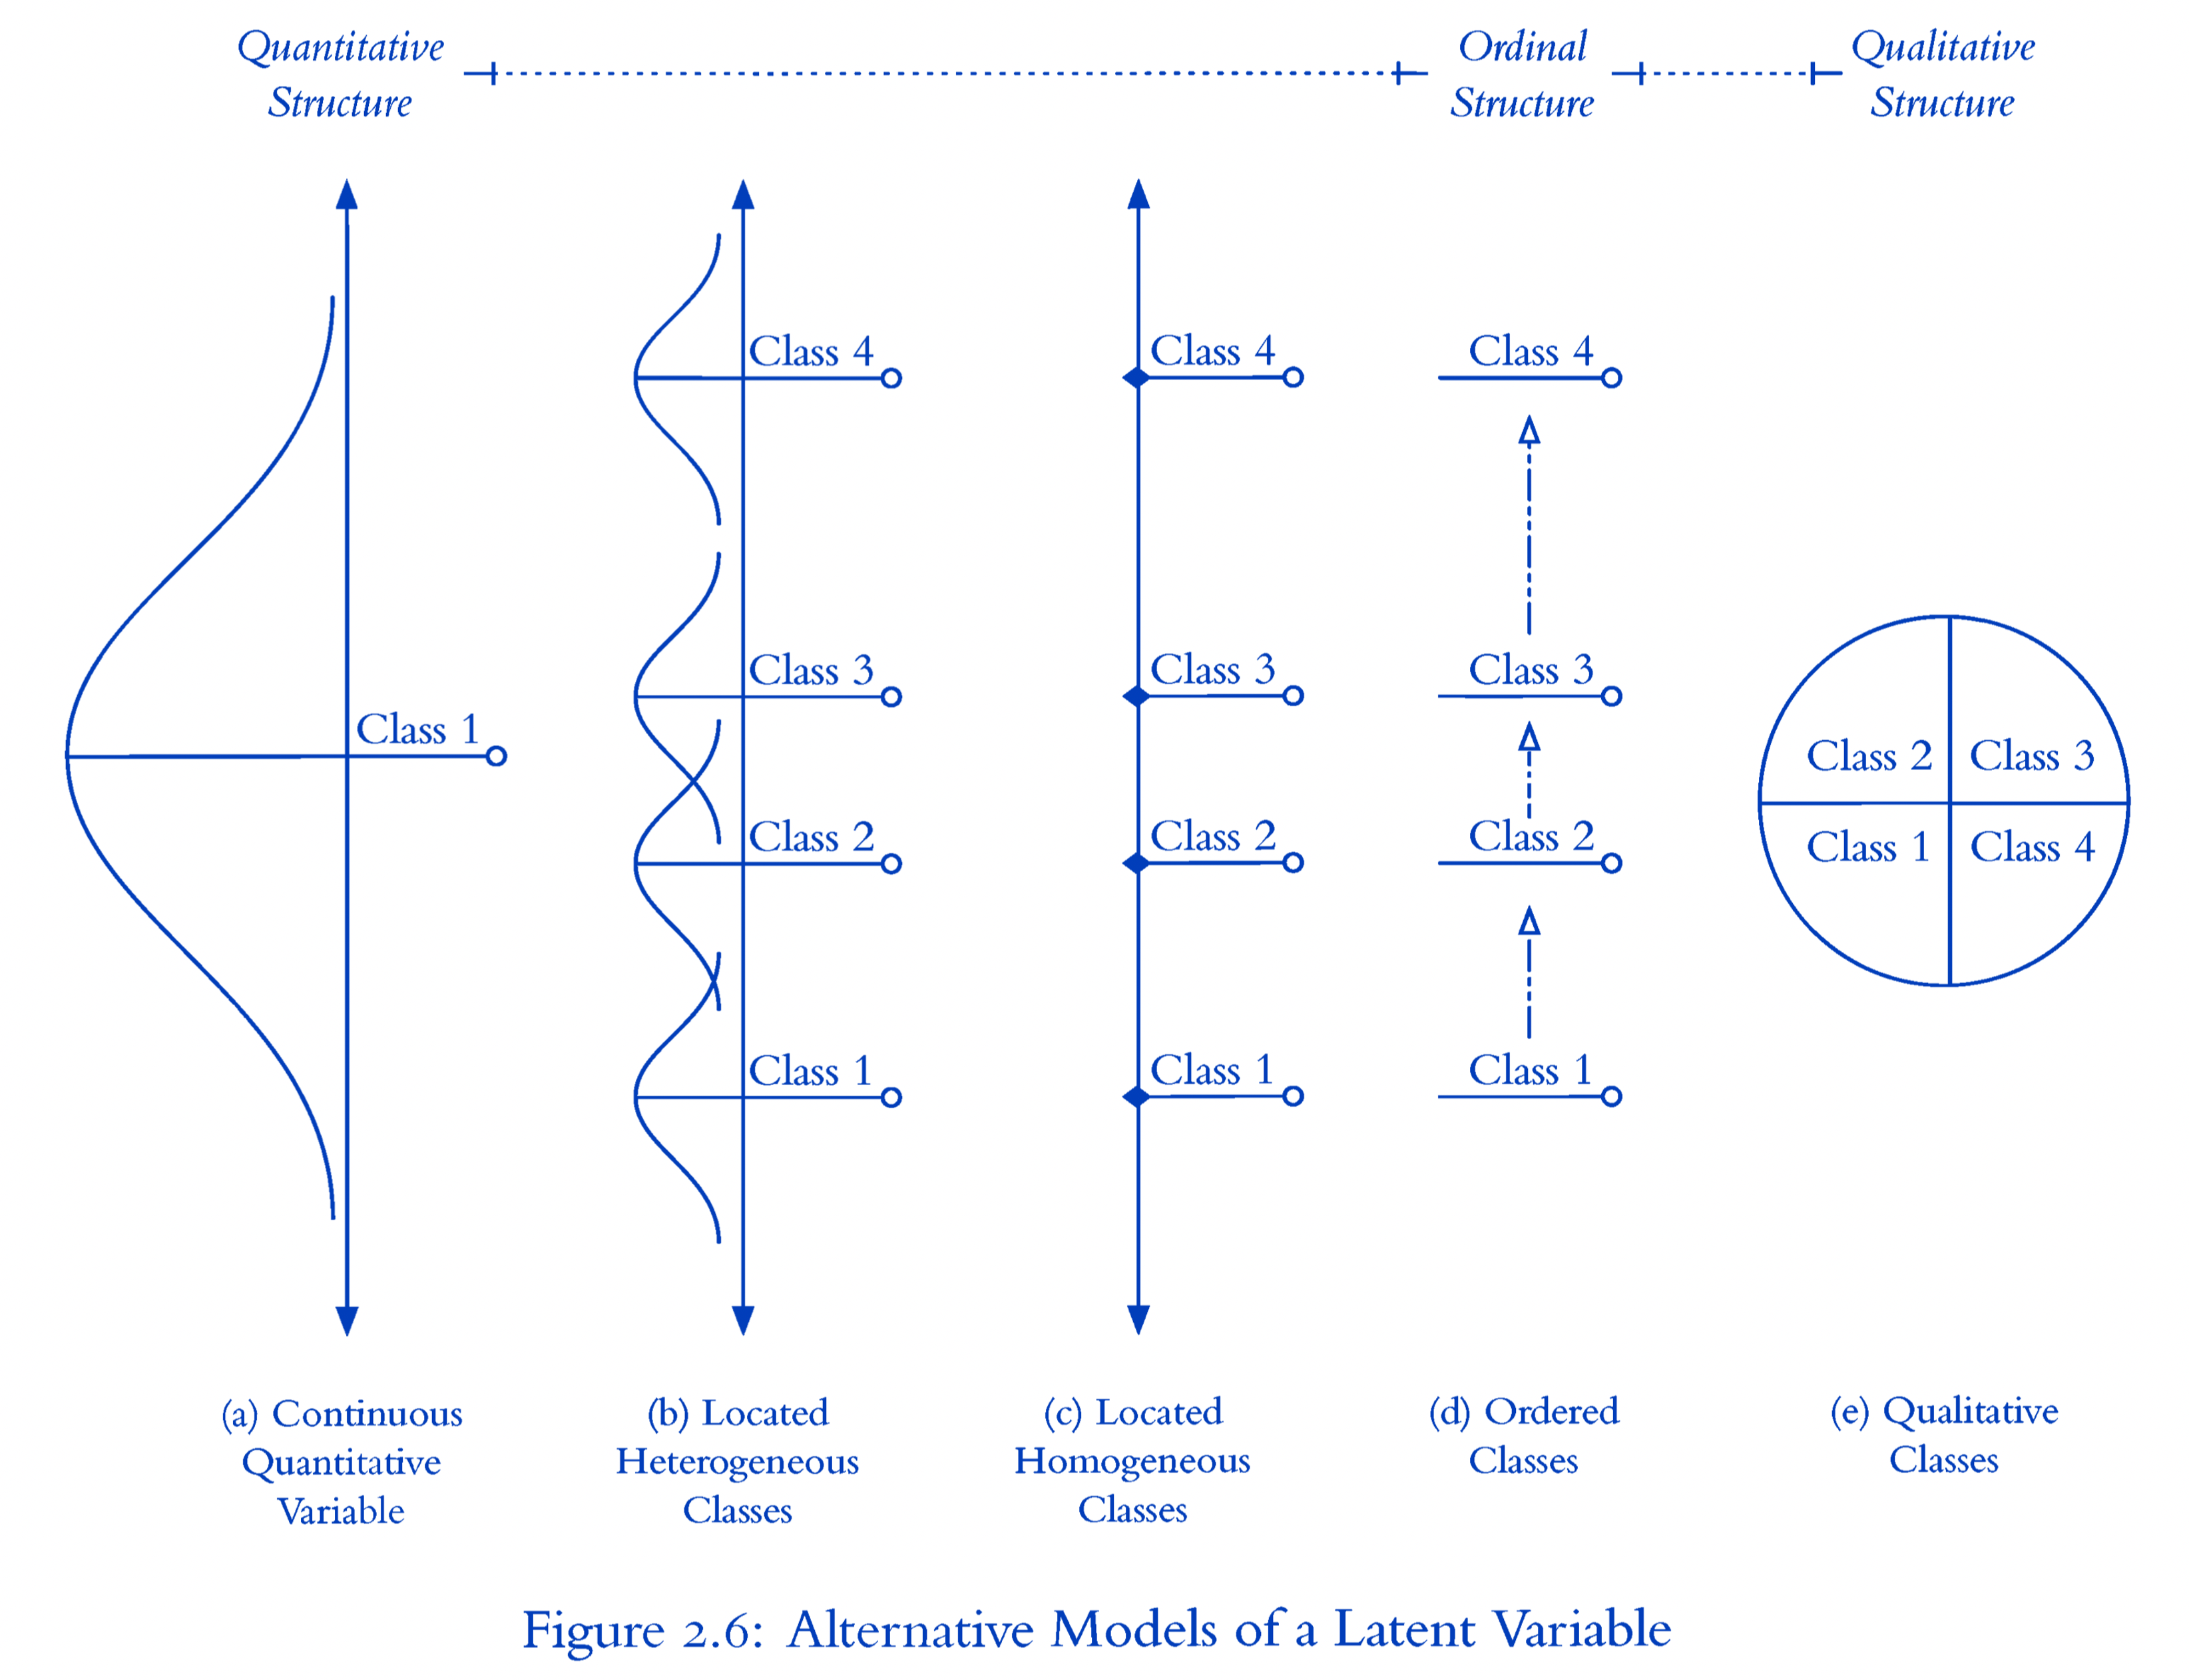 Quantitative
Structure
Ordinal
Structure
Qualitative
Structure
Class 1
Class 4
Class 3
Class 2
Class 1
Class 4
Class 3
Class 2
Class 1
Class 4
Class 3
Class 2
Class 1
Class 2
Class 3
Class 1
Class 4
(a) Continuous
Quantitative
Variable
(b) Located
Heterogeneous
Classes
(c) Located
Homogeneous
Classes
(d) Ordered
Classes
(e) Qualitative
Classes
Figure 2.6: Alternative Models of a Latent Variable